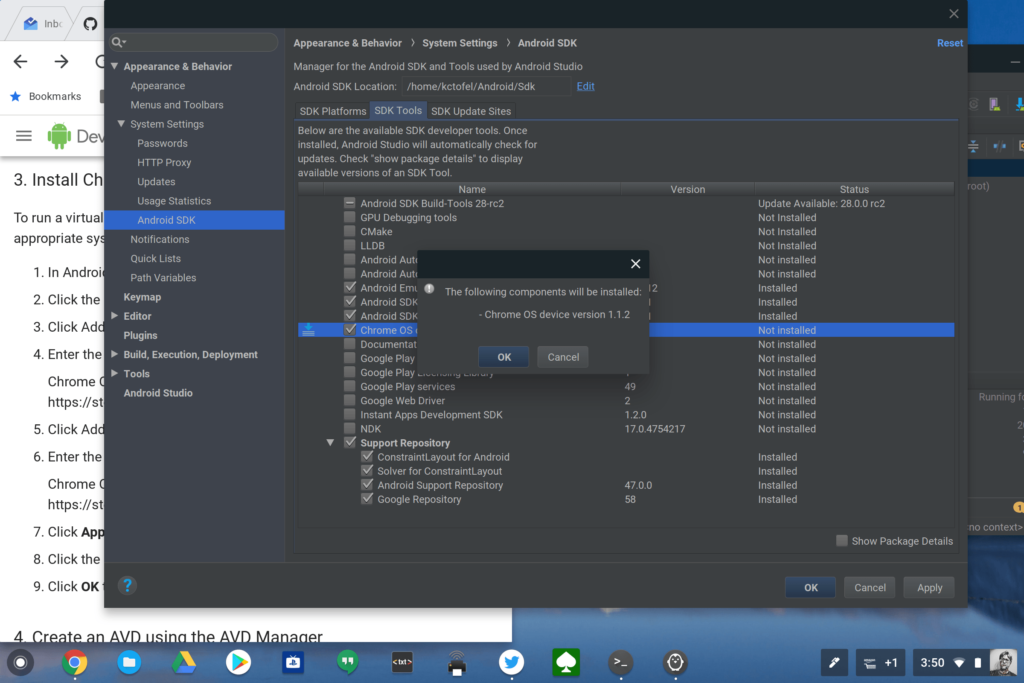 Inb
Bookmarks
Dev
3. Install Ch
To run a virtual
appropriate sys
1. In Androi
2. Click the
3. Click Add
4. Enter the
Chrome O
https://st
5. Click Add
6. Enter the
Chrome O
https://st
7. Click App
8. Click the
9. Click OK
4. Create an AVD using the AVD Manager
Appearance & Behavior
Appearance
Menus and Toolbars
System Settings
Passwords
HTTP Proxy
Updates
Usage Statistics
Android SDK
Notifications
Quick Lists
Path Variables
Keymap
Editor
Plugins
Build, Execution, Deployment
Tools
Android Studio
Appearance & Behavior 〉 System Settings 〉 Android SDK
Reset
Manager for the Android SDK and Tools used by Android Studio
Android SDK Location: /home/kctofel/Android/Sdk Edit
SDK Platforms SDK Tools SDK Update Sites
Below are the available SDK developer tools. Once
installed, Android Studio will automatically check for
updates. Check "show package details" to display
available versions of an SDK Tool.
Name Version Status
Android SDK Build-Tools 28-rc2 Update Available: 28.0.0 rc2
GPU Debugging tools Not Installed
CMake Not Installed
LLDB Not Installed
Android Aut Not installed
Android Aut Not installed
Android Emu 12 Installed
Android SDK Installed
Android SDK Installed
Chrome OS Not installed
Documentat Not installed
Google Play Not installed
Google Play Licensing Library Not installed
Google Play services 49 Not installed
Google Web Driver 2 Not installed
Instant Apps Development SDK 1.2.0 Not installed
NDK 17.0.4754217 Not installed
Support Repository
ConstraintLayout for Android Installed
Solver for ConstraintLayout Installed
Android Support Repository 47.0.0 Installed
Google Repository 58 Installed
Show Package Details
? OK Cancel Apply
The following components will be installed:
- Chrome OS device version 1.1.2
OK Cancel
root)
Running fo
1
no context>
<txt>
>_
+1
3:50